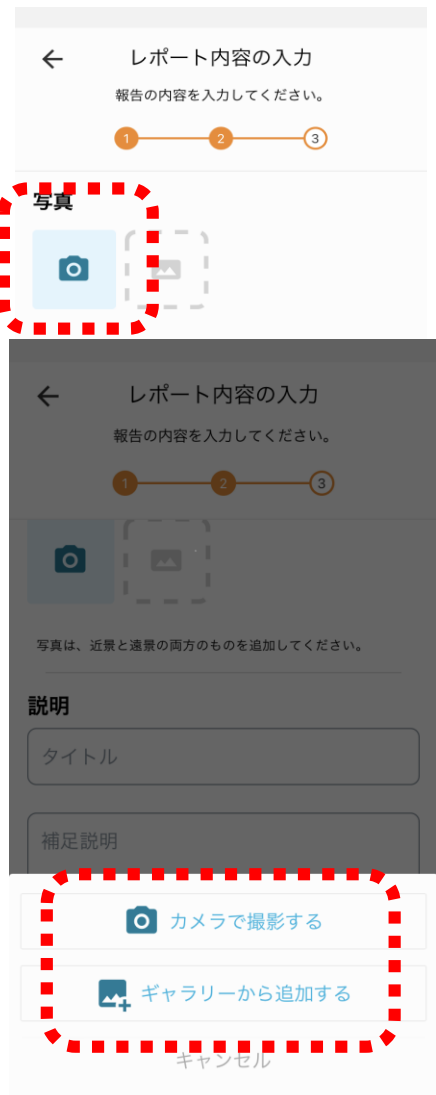 レポート内容の入力
報告の内容を入力してください。
1 2 3
写真
レポート内容の入力
報告の内容を入力してください。
1 2 3
写真は、近景と遠景の両方のものを追加してください。
説明
タイトル
補足説明
カメラで撮影する
ギャラリーから追加する
キャンセル